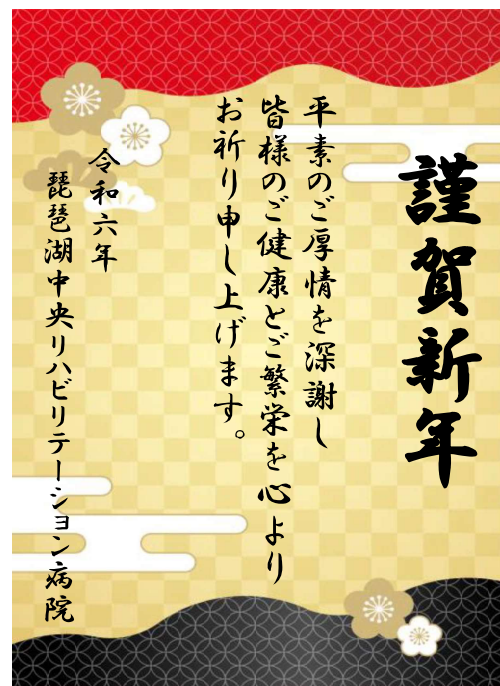 謹賀新年
平素のご厚情を深謝し
皆様のご健康とご繁栄を心より
お祈り申し上げます。
令和六年
琵琶湖中央リハビリテーション病院